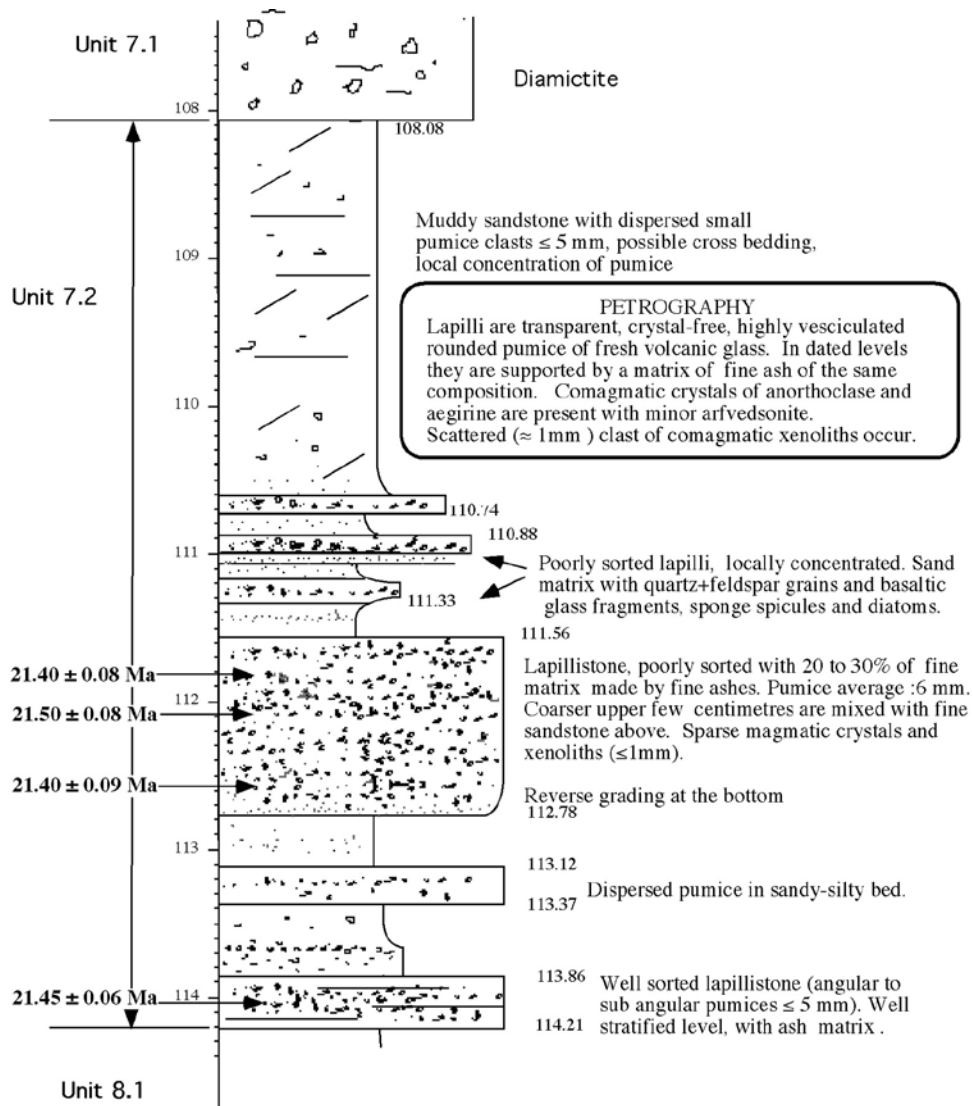 Unit 7.1
Diamictite
108
108.08
Muddy sandstone with dispersed small
pumice clasts ≤ 5 mm, possible cross bedding,
local concentration of pumice
109
Unit 7.2
PETROGRAPHY
Lapilli are transparent, crystal-free, highly vesciculated
rounded pumice of fresh volcanic glass. In dated levels
they are supported by a matrix of fine ash of the same
composition. Comagmatic crystals of anorthoclase and
aegirine are present with minor arfvedsonite.
Scattered (≈ 1mm ) clast of comagmatic xenoliths occur.
110
110.74
110.88
111
Poorly sorted lapilli, locally concentrated. Sand
matrix with quartz+feldspar grains and basaltic
glass fragments, sponge spicules and diatoms.
111.33
111.56
21.40 ± 0.08 Ma
112
21.50 ± 0.08 Ma
21.40 ± 0.09 Ma
Lapillistone, poorly sorted with 20 to 30% of fine
matrix made by fine ashes. Pumice average :6 mm.
Coarser upper few centimetres are mixed with fine
sandstone above. Sparse magmatic crystals and
xenoliths (≤1mm).
Reverse grading at the bottom
112.78
113
113.12
113.37
Dispersed pumice in sandy-silty bed.
113.86
21.45 ± 0.06 Ma
114
Well sorted lapillistone (angular to
sub angular pumices ≤ 5 mm). Well
stratified level, with ash matrix .
114.21
Unit 8.1